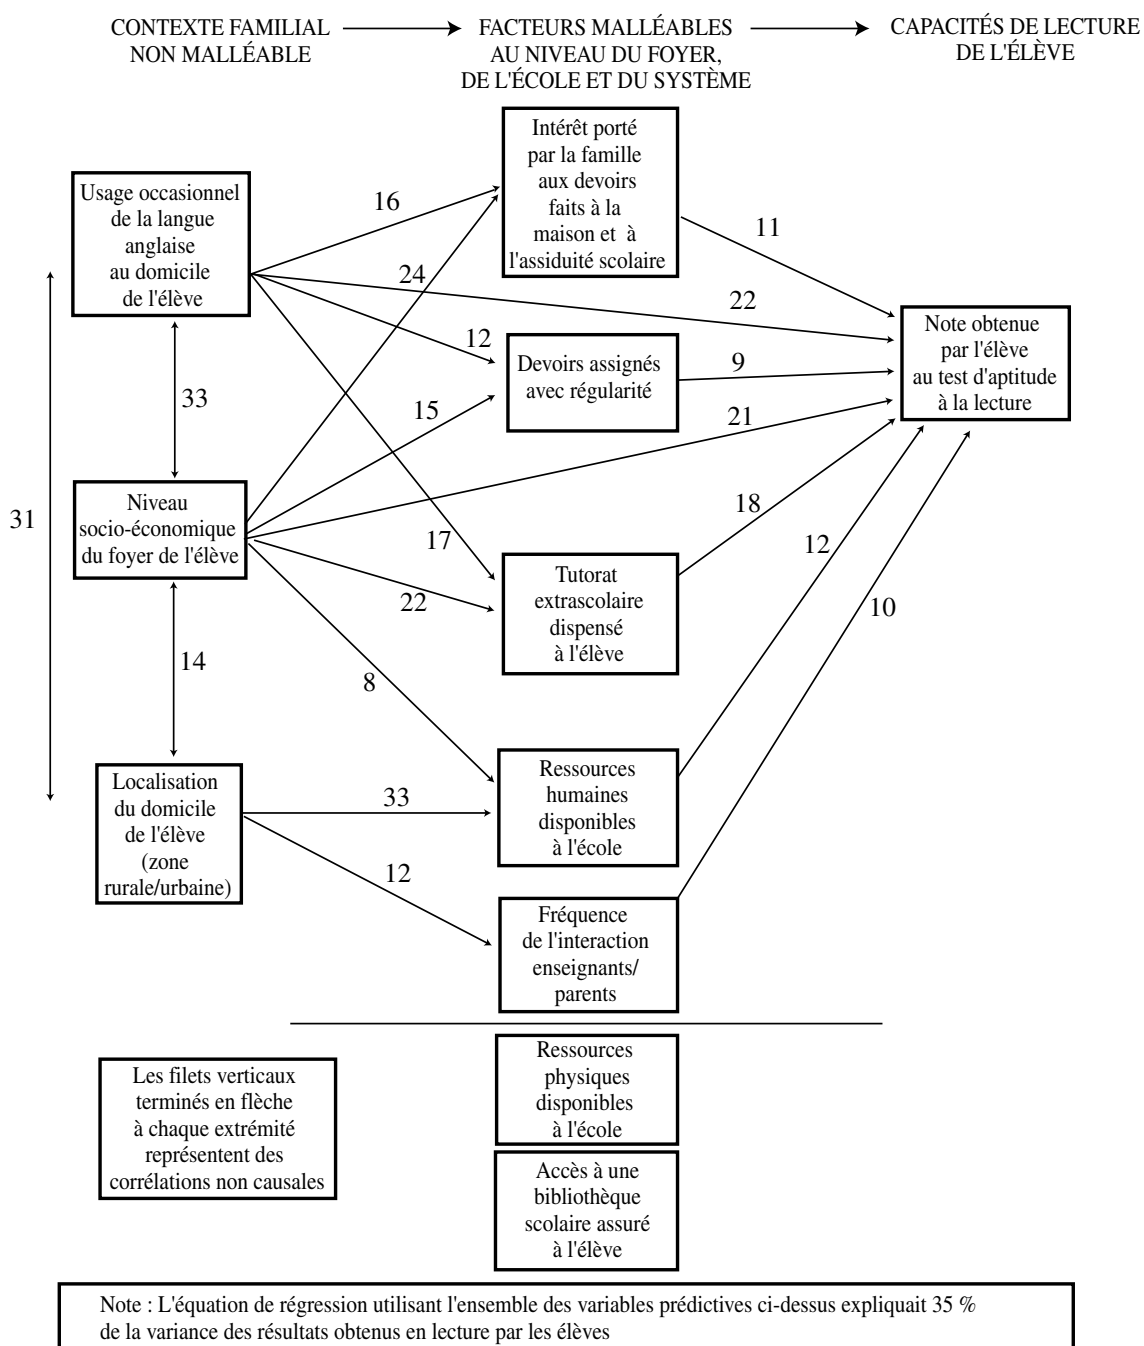 CONTEXTE FAMILIAL
NON MALLÉABLE
FACTEURS MALLÉABLES
AU NIVEAU DU FOYER,
DE L'ÉCOLE ET DU SYSTÈME
CAPACITÉS DE LECTURE
DE L'ÉLÈVE
Usage occasionnel
de la langue
anglaise
au domicile
de l'élève
Niveau
socio-économique
du foyer de l'élève
Localisation
du domicile
de l'élève
(zone
rurale/urbaine)
31
33
14
16
24
12
15
17
22
8
33
12
Intérêt porté
par la famille
aux devoirs
faits à la
maison et à
l'assiduité scolaire
Devoirs assignés
avec régularité
Tutorat
extrascolaire
dispensé
à l'élève
Ressources
humaines
disponibles
à l'école
Fréquence
de l'interaction
enseignants/
parents
11
22
9
21
18
12
10
Note obtenue
par l'élève
au test d'aptitude
à la lecture
Les filets verticaux
terminés en flèche
à chaque extrémité
représentent des
corrélations non causales
Ressources
physiques
disponibles
à l'école
Accès à une
bibliothèque
scolaire assuré
à l'élève
Note : L'équation de régression utilisant l'ensemble des variables prédictives ci-dessus expliquait 35 %
de la variance des résultats obtenus en lecture par les élèves